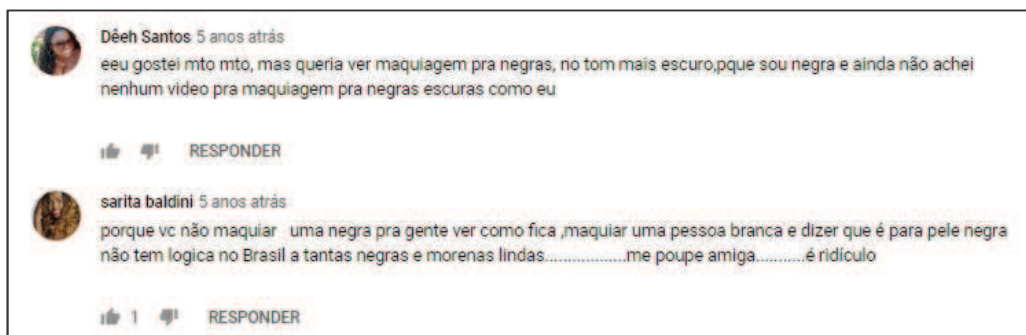 Dêeh Santos 5 anos atrás
eeu gostei mto mto, mas queria ver maquiagem pra negras, no tom mais escuro,pque sou negra e ainda não achei
nenhum video pra maquiagem pra negras escuras como eu
RESPONDER
sarita baldini 5 anos atrás
porque vc não maquiar uma negra pra gente ver como fica ,maquiar uma pessoa branca e dizer que é para pele negra
não tem logica no Brasil a tantas negras e morenas lindas..................me poupe amiga...........é ridículo
1 RESPONDER